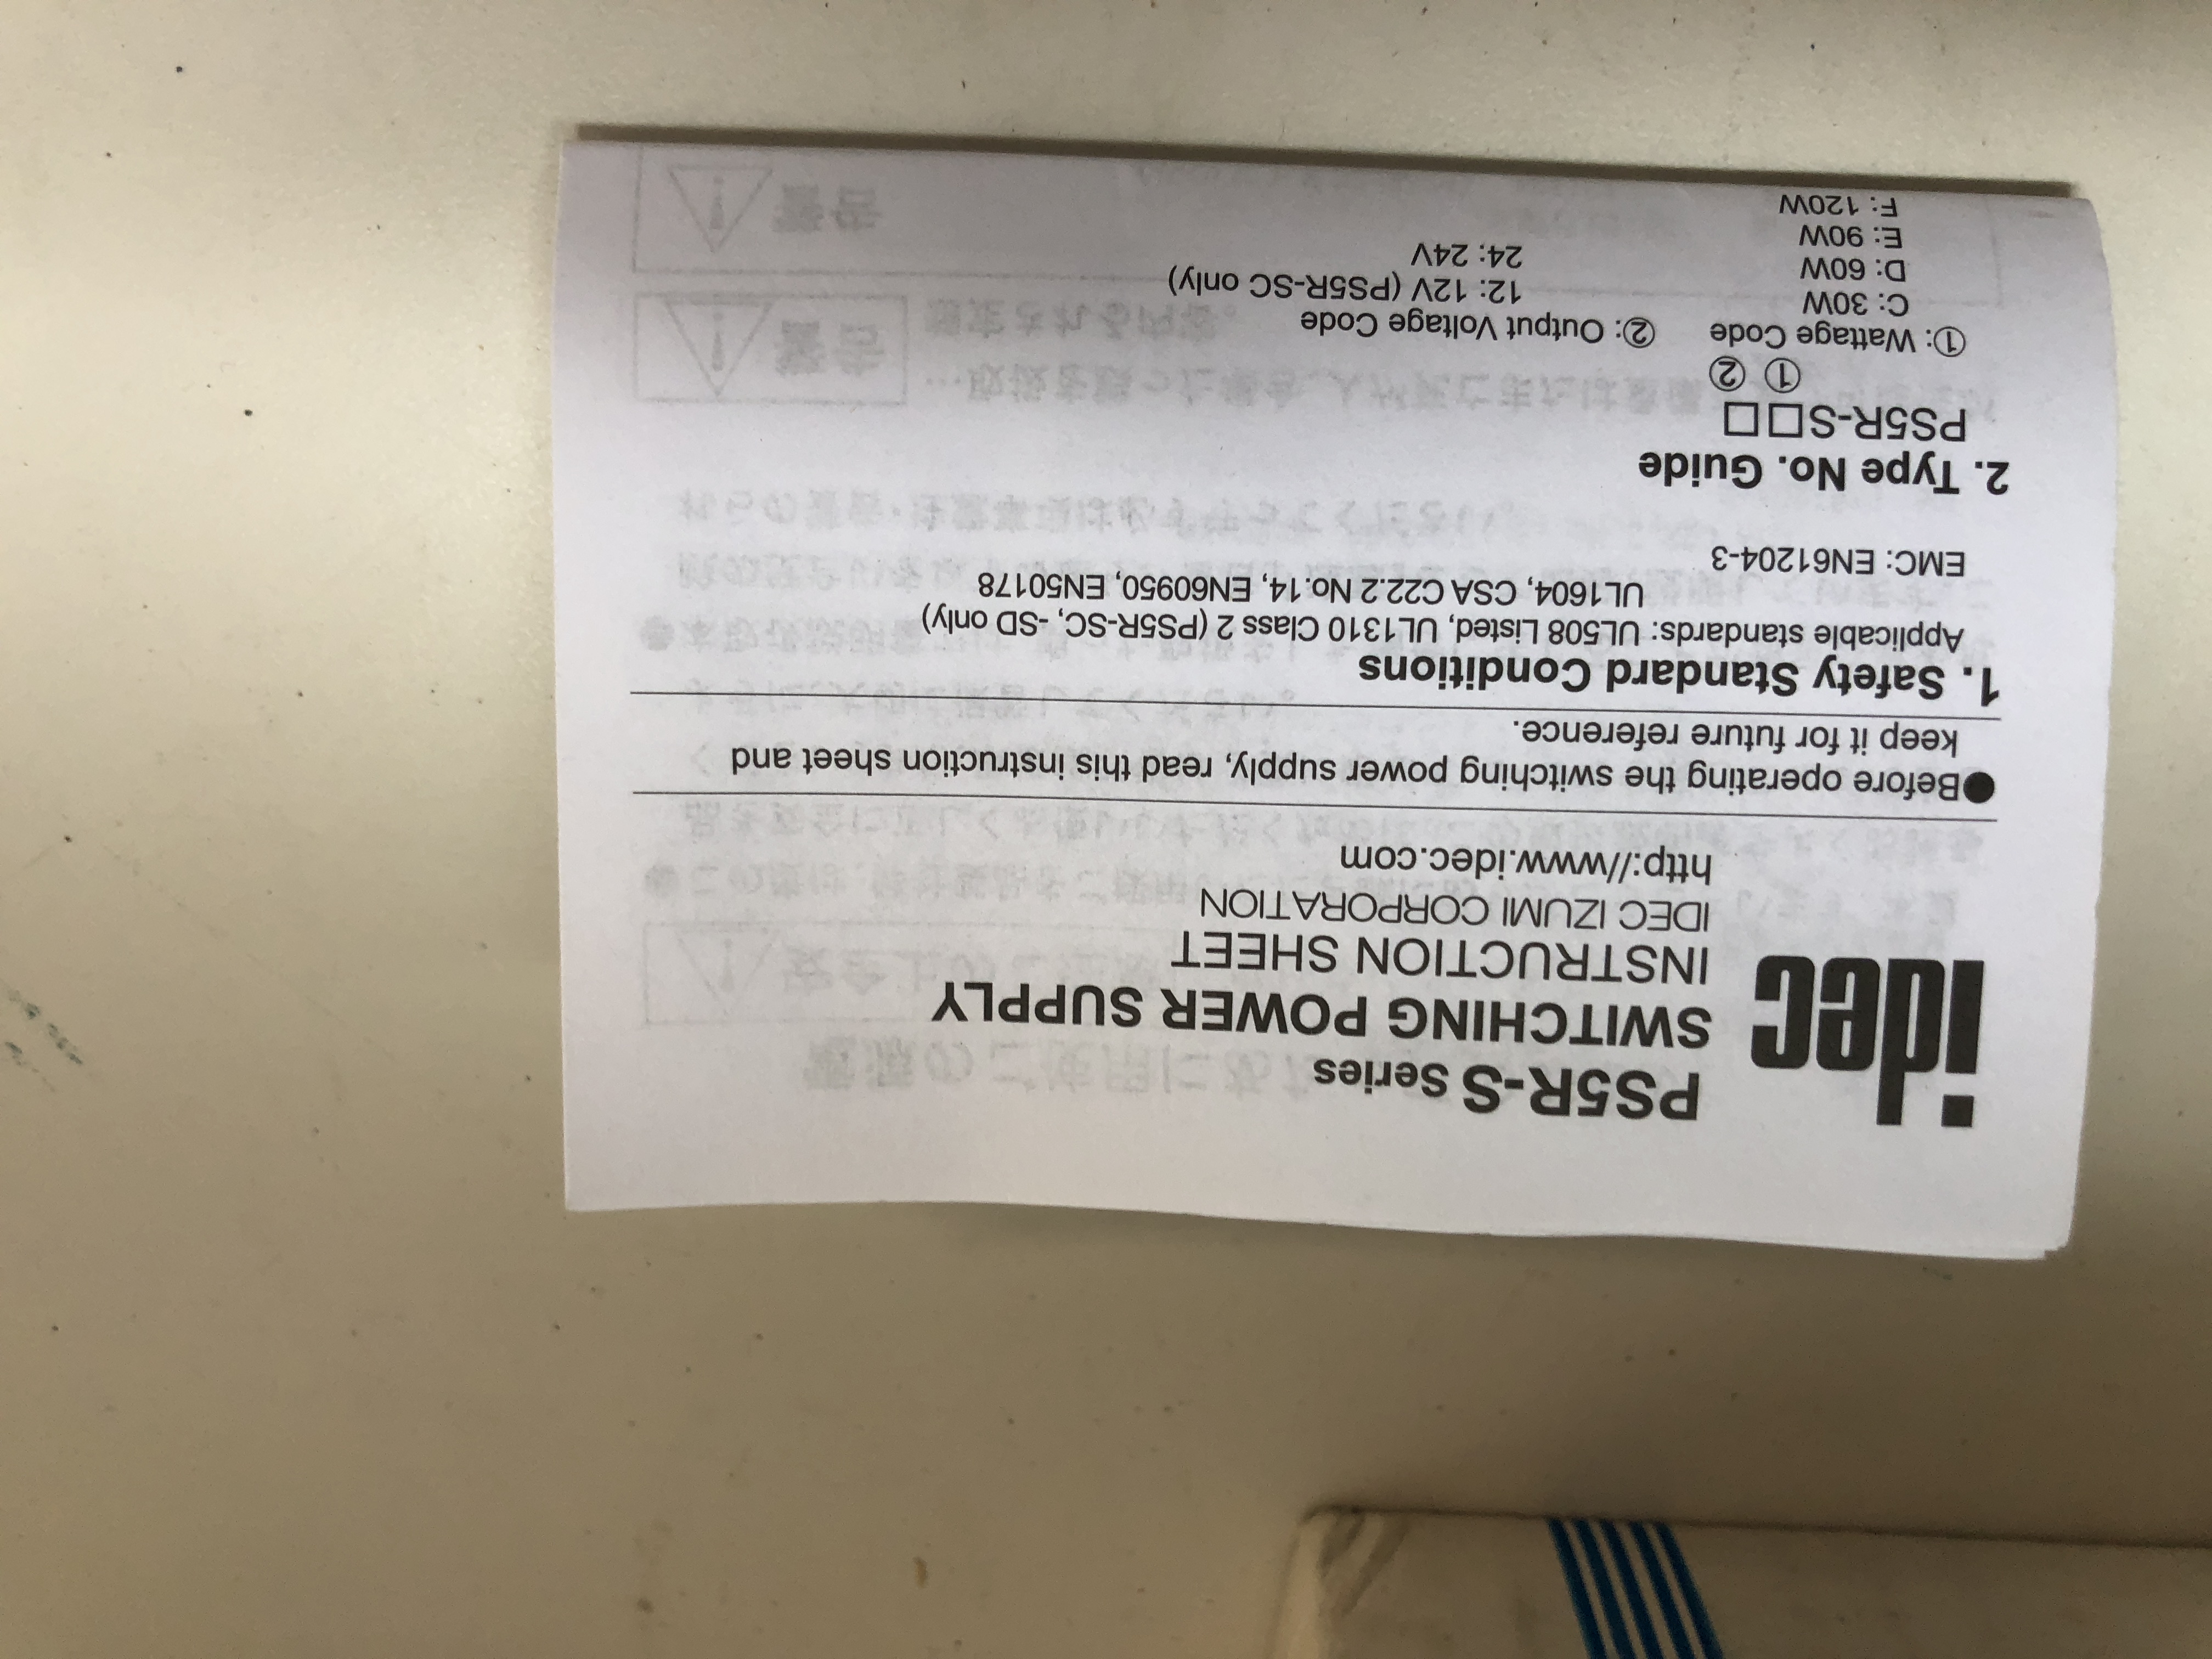 idec
PS5R-S Series
SWITCHING POWER SUPPLY
INSTRUCTION SHEET
IDEC IZUMI CORPORATION
http://www.idec.com
●Before operating the switching power supply, read this instruction sheet and
keep it for future reference.
1. Safety Standard Conditions
Applicable standards: UL508 Listed, UL1310 Class 2 (PS5R-SC, -SD only)
UL1604, CSA C22.2 No.14, EN60950, EN50178
EMC: EN61204-3
2. Type No. Guide
PS5R-S□□
① ②
①: Wattage Code ②: Output Voltage Code
C: 30W 12: 12V (PS5R-SC only)
D: 60W 24: 24V
E: 90W
F: 120W